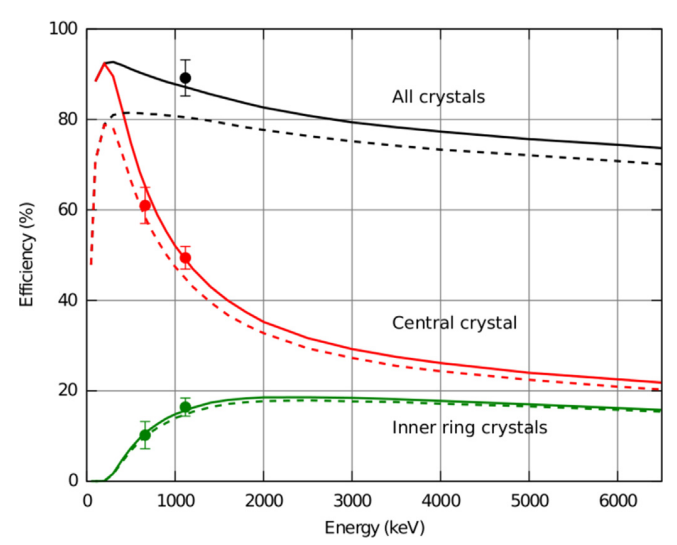 100
80
60
40
20
0
Efficiency (%)
All crystals
Central crystal
Inner ring crystals
0 1000 2000 3000 4000 5000 6000
Energy (keV)